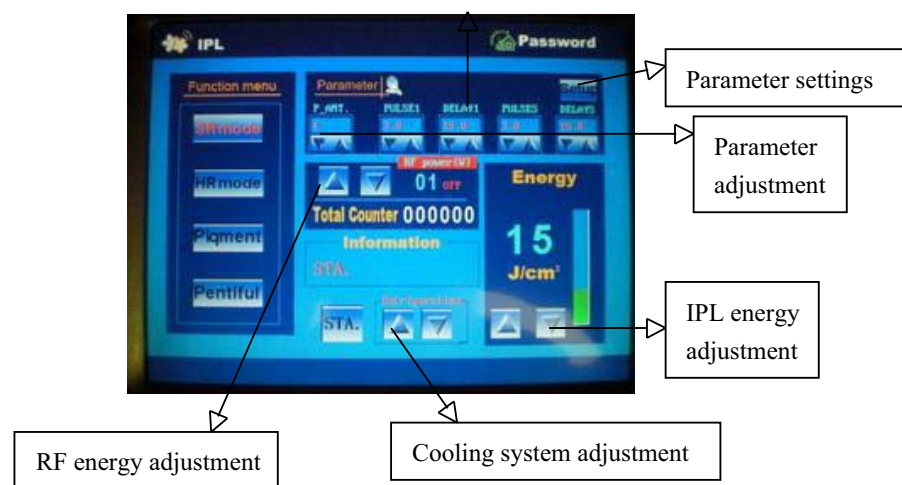 IPL
Password
Function menu
Parameter
Setup
P_AMT.
PULSE1
DELAY1
PULSES
DELAYS
SRmode
HRmode
Piqment
Pentiful
RF power(W)
01 OFF
Total Counter 000000
Information
STA.
STA.
Energy
15
J/cm²
Parameter settings
Parameter
adjustment
IPL energy
adjustment
RF energy adjustment
Cooling system adjustment